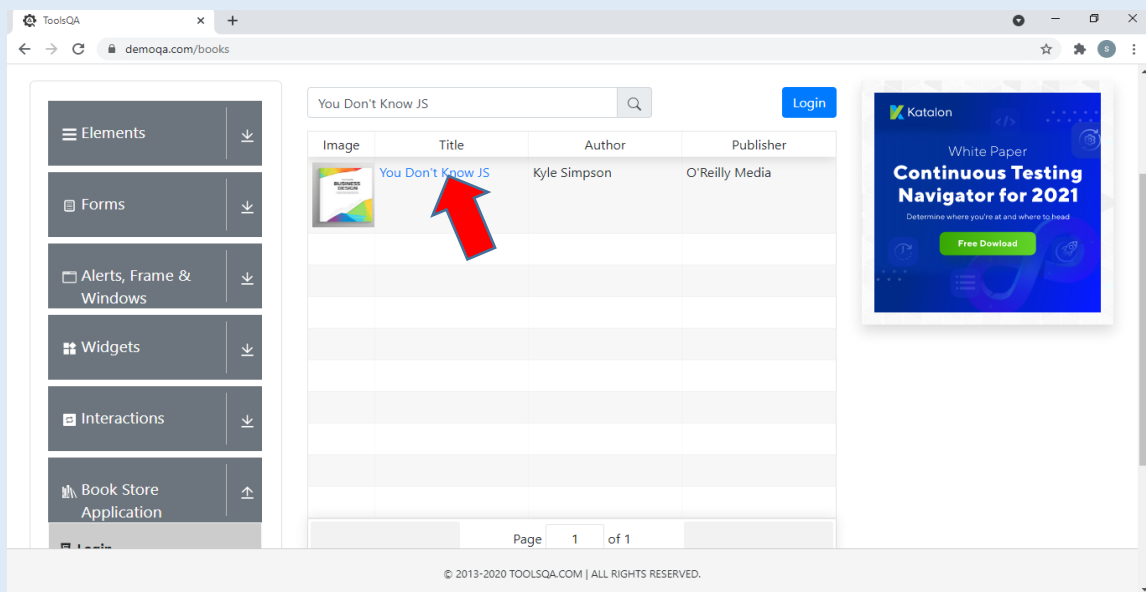 ToolsQA
demoqa.com/books
S
Elements
Forms
Alerts, Frame &
Windows
Widgets
Interactions
Book Store
Application
Login
You Don't Know JS
Login
Image Title Author Publisher
BUSINESS
DESIGN
You Don't Know JS Kyle Simpson O'Reilly Media
Page 1 of 1
Katalon
White Paper
Continuous Testing
Navigator for 2021
Determine where you're at and where to head
Free Dowload
© 2013-2020 TOOLSQA.COM | ALL RIGHTS RESERVED.